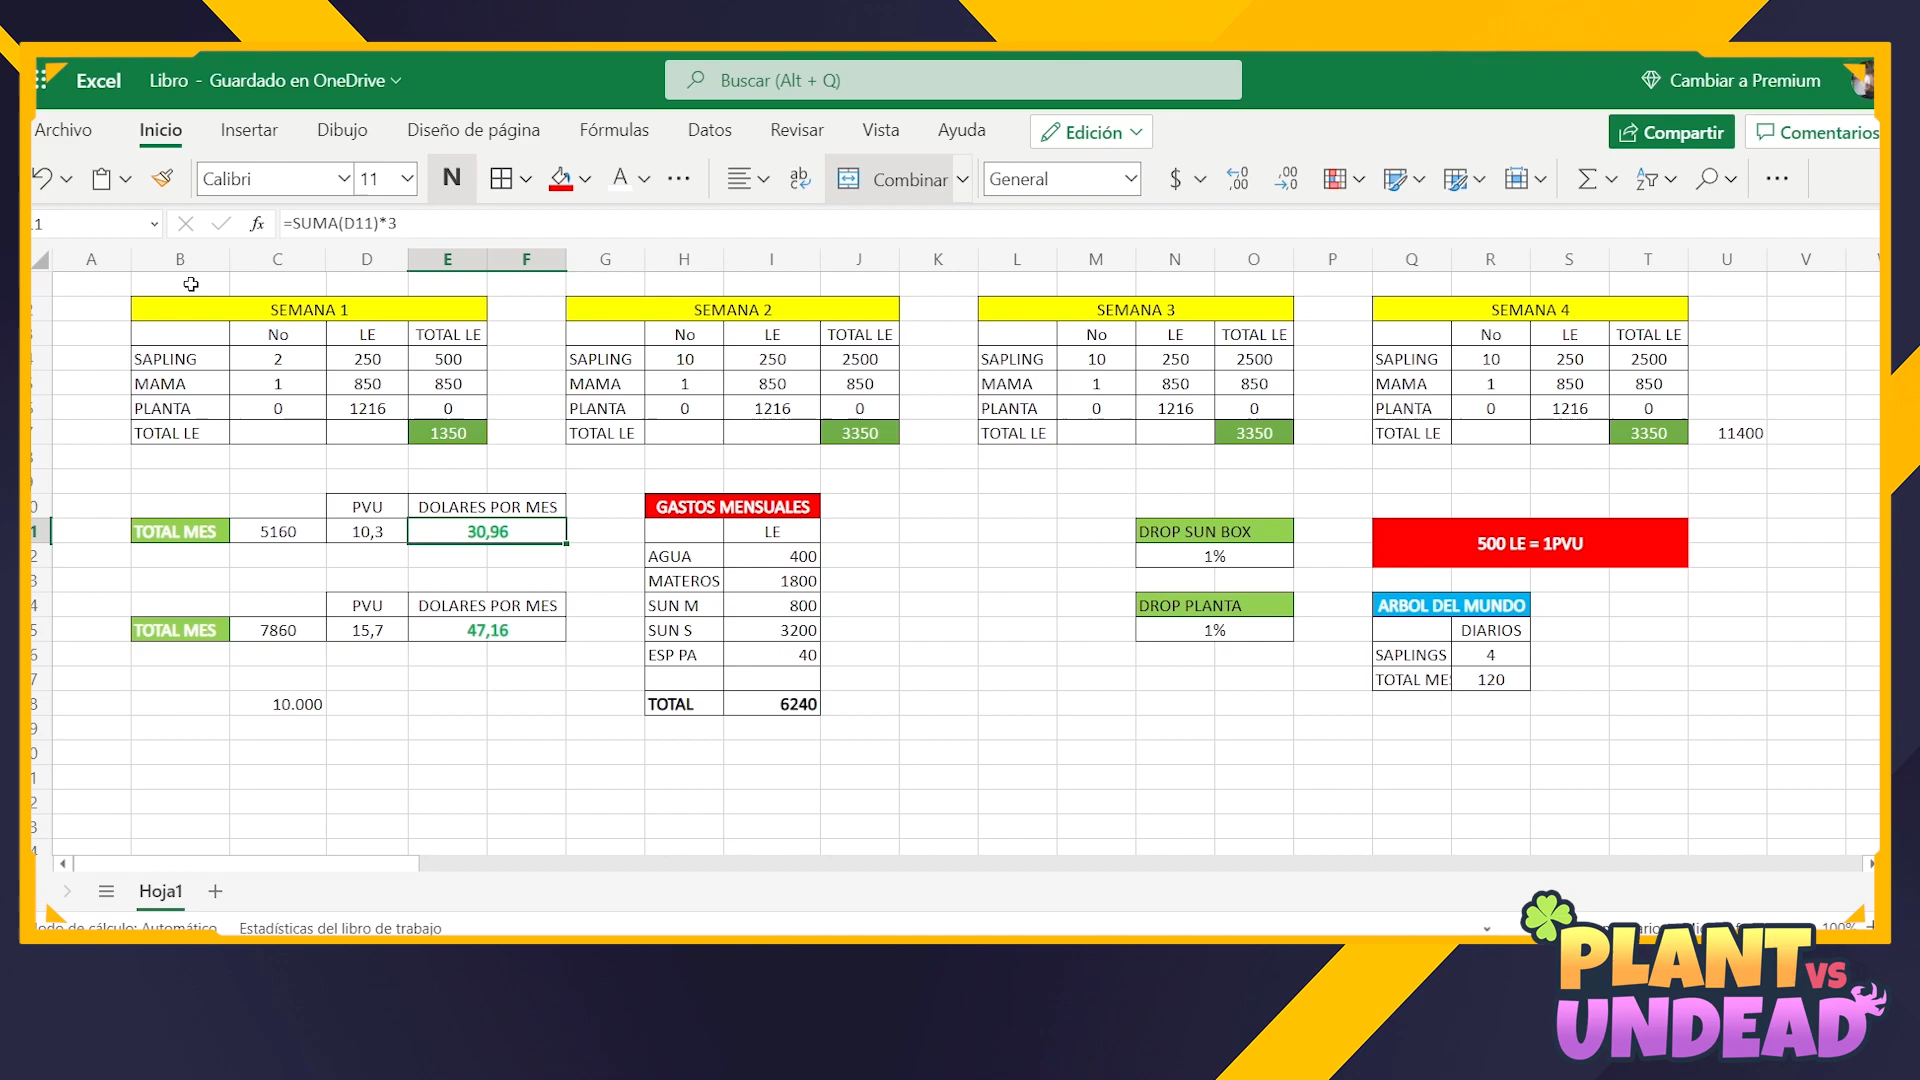 Excel Libro - Guardado en OneDrive Buscar (Alt + Q) Cambiar a Premium
Archivo Inicio Insertar Dibujo Diseño de página Fórmulas Datos Revisar Vista Ayuda Edición Compartir Comentarios
Calibri 11 N A ab Combinar General $
fx =SUMA(D11)*3
A B C D E F G H I J K L M N O P Q R S T U V
SEMANA 1 SEMANA 2 SEMANA 3 SEMANA 4
No LE TOTAL LE No LE TOTAL LE No LE TOTAL LE No LE TOTAL LE
SAPLING 2 250 500 SAPLING 10 250 2500 SAPLING 10 250 2500 SAPLING 10 250 2500
MAMA 1 850 850 MAMA 1 850 850 MAMA 1 850 850 MAMA 1 850 850
PLANTA 0 1216 0 PLANTA 0 1216 0 PLANTA 0 1216 0 PLANTA 0 1216 0
TOTAL LE 1350 TOTAL LE 3350 TOTAL LE 3350 TOTAL LE 3350 11400
PVU DOLARES POR MES GASTOS MENSUALES
TOTAL MES 5160 10,3 30,96 LE DROP SUN BOX 500 LE = 1PVU
AGUA 400 1%
MATEROS 1800
PVU DOLARES POR MES SUN M 800 DROP PLANTA ARBOL DEL MUNDO
TOTAL MES 7860 15,7 47,16 SUN S 3200 1% DIARIOS
ESP PA 40 SAPLINGS 4
TOTAL MES 120
10.000 TOTAL 6240
Hoja1
Modo de cálculo: Automático Estadísticas del libro de trabajo 100%
PLANT VS
UNDEAD